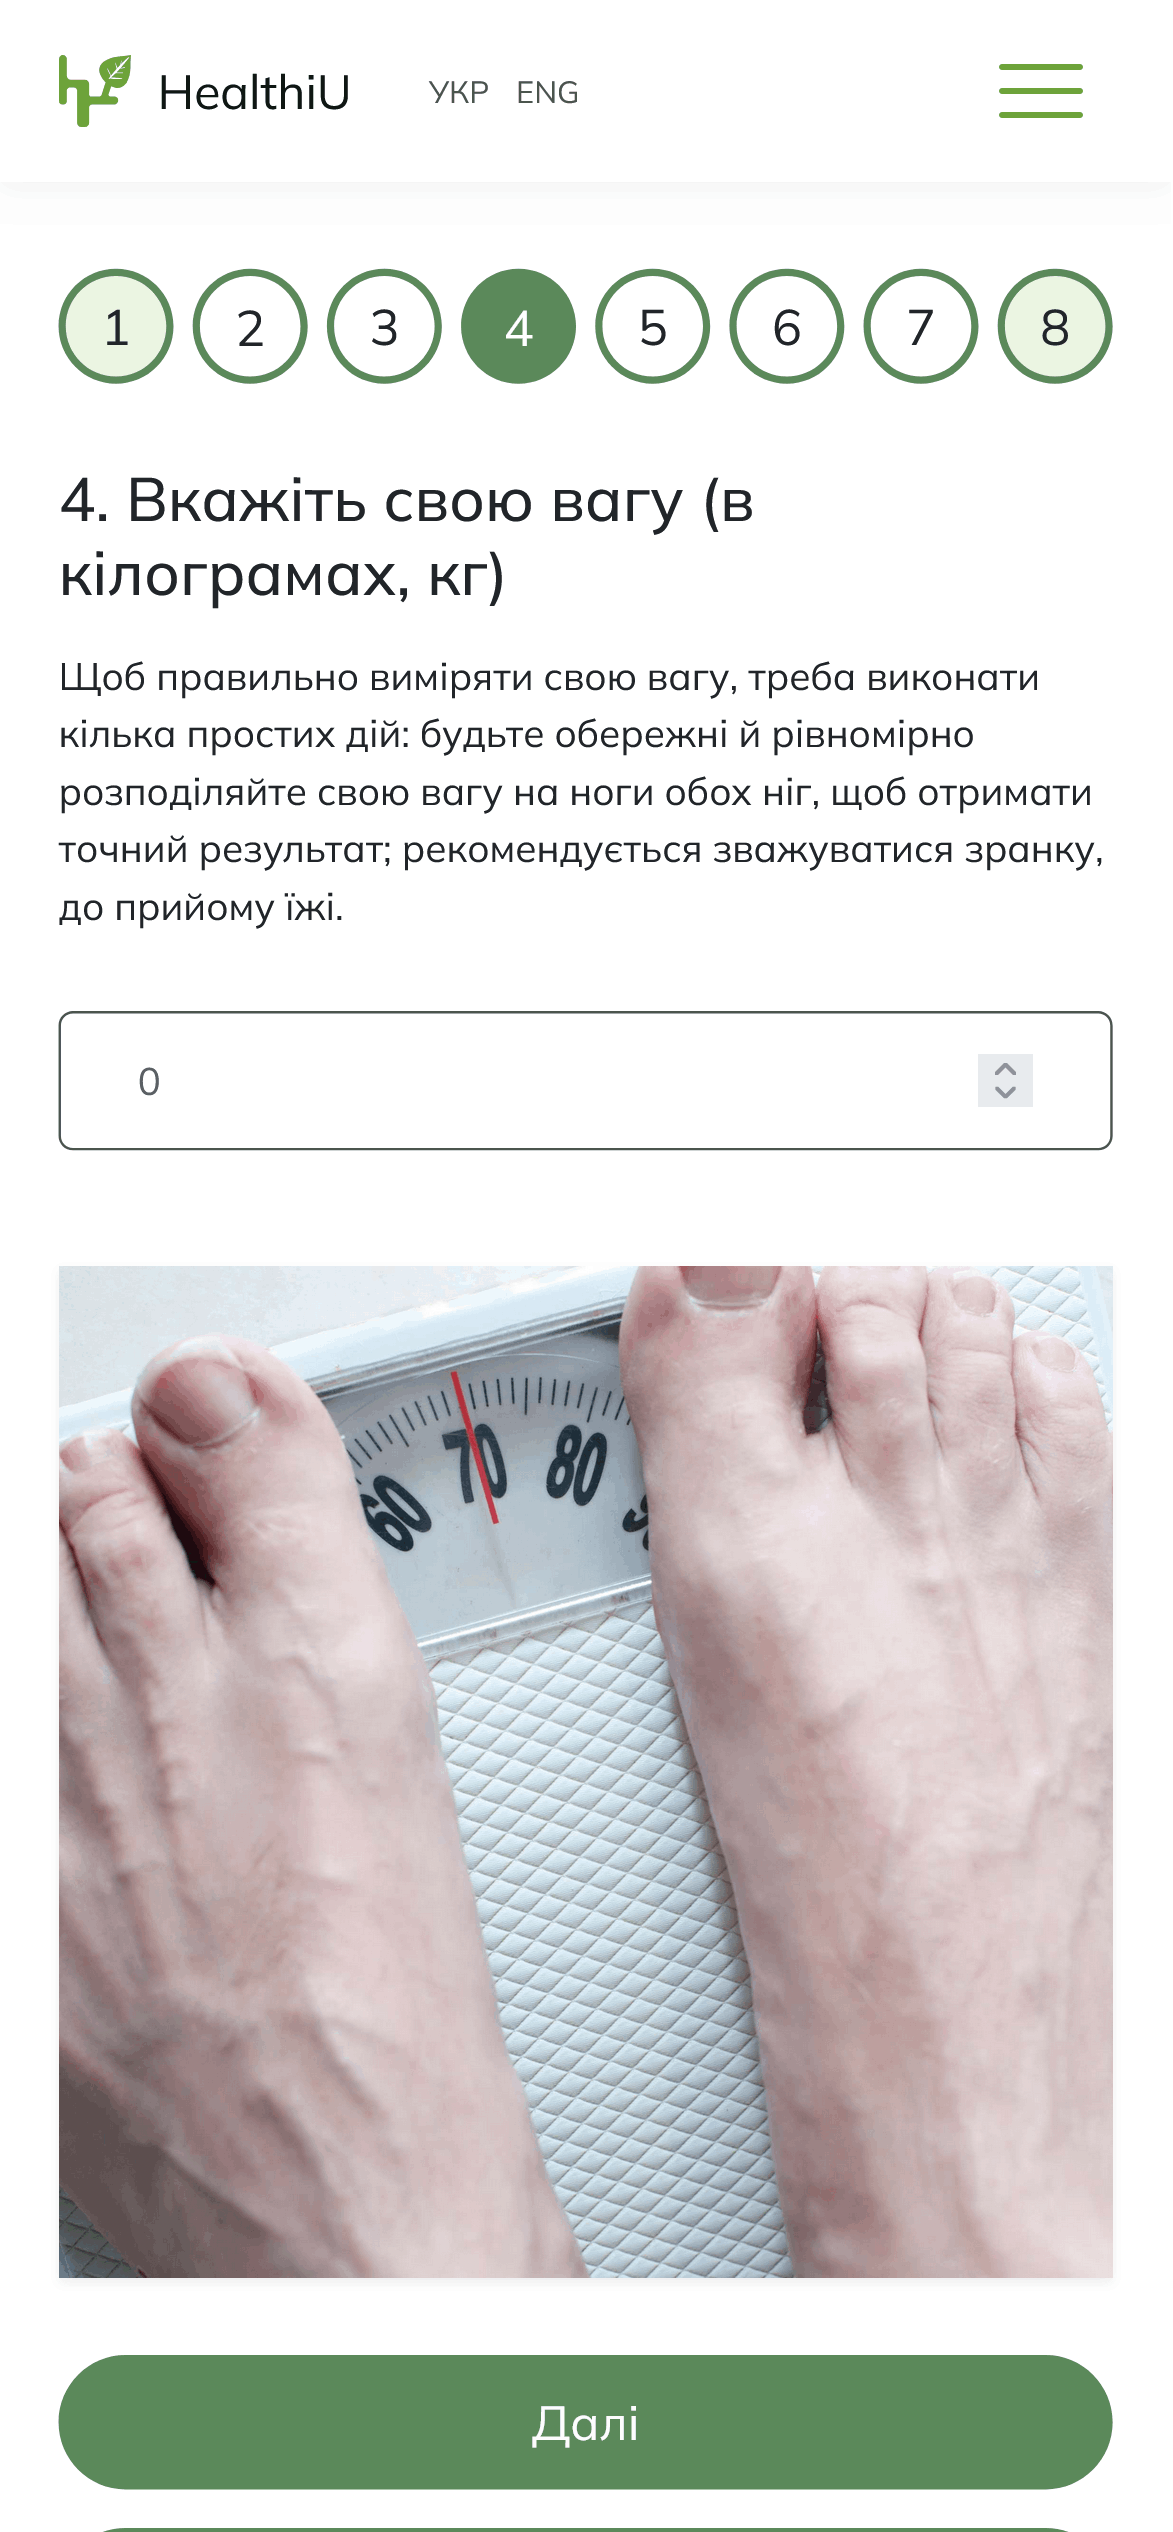 HealthiU УКР ENG
1 2 3 4 5 6 7 8
4. Вкажіть свою вагу (в
кілограмах, кг)
Щоб правильно виміряти свою вагу, треба виконати
кілька простих дій: будьте обережні й рівномірно
розподіляйте свою вагу на ноги обох ніг, щоб отримати
точний результат; рекомендується зважуватися зранку,
до прийому їжі.
0
60 70 80
Далі